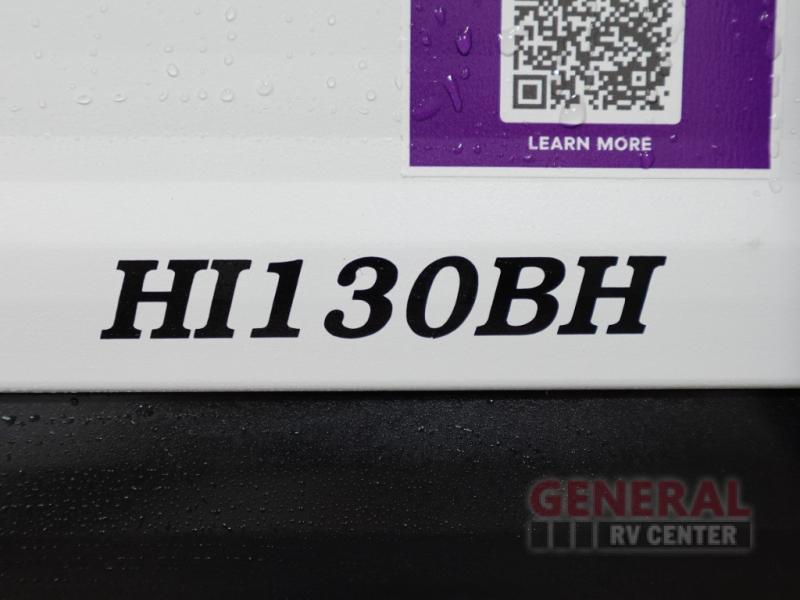 LEARN MORE
HI130BH
GENERAL
RV CENTER